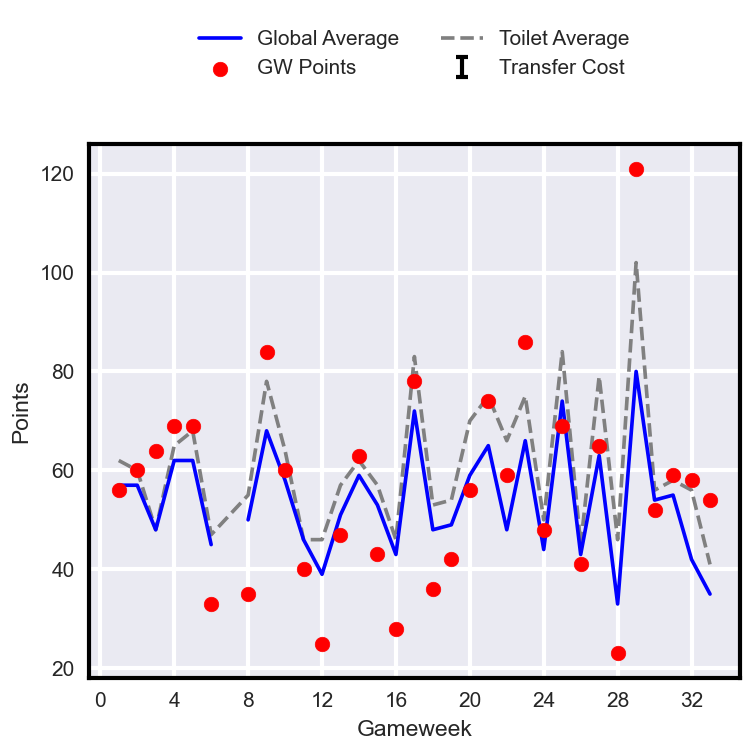 Global Average
Toilet Average
GW Points
Transfer Cost
120
100
80
60
40
20
Points
0 4 8 12 16 20 24 28 32
Gameweek